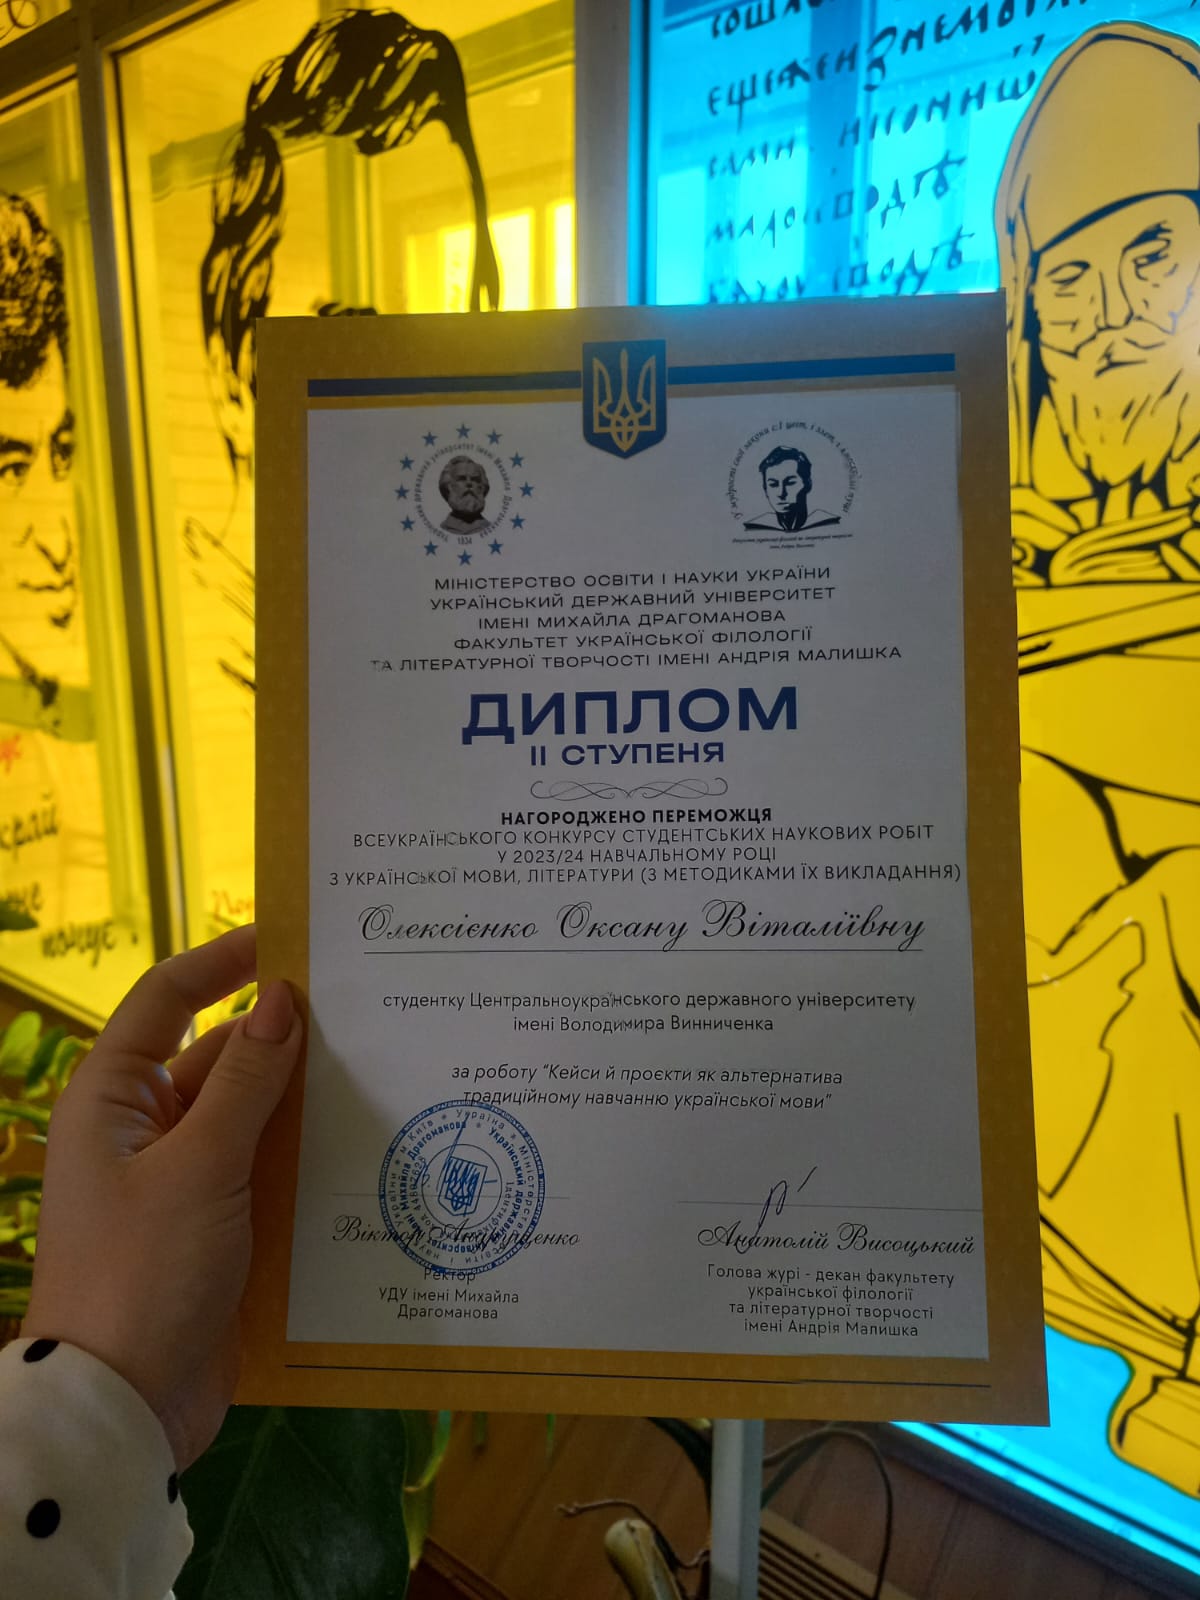 МІНІСТЕРСТВО ОСВІТИ І НАУКИ УКРАЇНИ
УКРАЇНСЬКИЙ ДЕРЖАВНИЙ УНІВЕРСИТЕТ
ІМЕНІ МИХАЙЛА ДРАГОМАНОВА
ФАКУЛЬТЕТ УКРАЇНСЬКОЇ ФІЛОЛОГІЇ
ТА ЛІТЕРАТУРНОЇ ТВОРЧОСТІ ІМЕНІ АНДРІЯ МАЛИШКА
ДИПЛОМ
ІІ СТУПЕНЯ
НАГОРОДЖЕНО ПЕРЕМОЖЦЯ
ВСЕУКРАЇНСЬКОГО КОНКУРСУ СТУДЕНТСЬКИХ НАУКОВИХ РОБІТ
У 2023/24 НАВЧАЛЬНОМУ РОЦІ
З УКРАЇНСЬКОЇ МОВИ, ЛІТЕРАТУРИ (З МЕТОДИКАМИ ЇХ ВИКЛАДАННЯ)
Олексієнко Оксану Віталіївну
студентку Центральноукраїнського державного університету
імені Володимира Винниченка
за роботу "Кейси й проєкти як альтернатива
традиційному навчанню української мови"
Віктор Андрущенко
Ректор
УДУ імені Михайла
Драгоманова
Анатолій Висоцький
Голова журі - декан факультету
української філології
та літературної творчості
імені Андрія Малишка